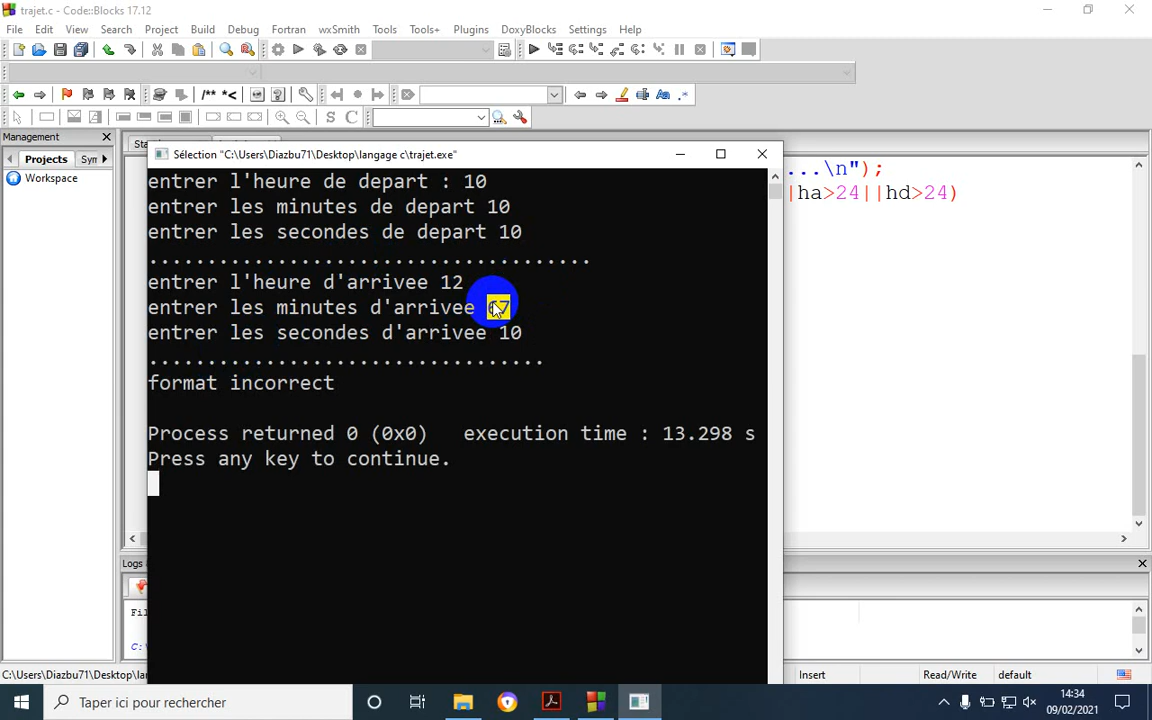 trajet.c - Code::Blocks 17.12
File Edit View Search Project Build Debug Fortran wxSmith Tools Tools+ Plugins DoxyBlocks Settings Help
/** *<
S C
Management
Projects
Workspace
Sélection "C:\Users\Diazbu71\Desktop\langage c\trajet.exe"
...\n");
|ha>24||hd>24)
entrer l'heure de depart : 10
entrer les minutes de depart 10
entrer les secondes de depart 10
......................................
entrer l'heure d'arrivee 12
entrer les minutes d'arrivee
entrer les secondes d'arrivee 10
..................................
format incorrect
Process returned 0 (0x0) execution time : 13.298 s
Press any key to continue.
Logs
C:\Users\Diazbu71\Desktop\
Insert
Read/Write default
Taper ici pour rechercher
14:34
09/02/2021